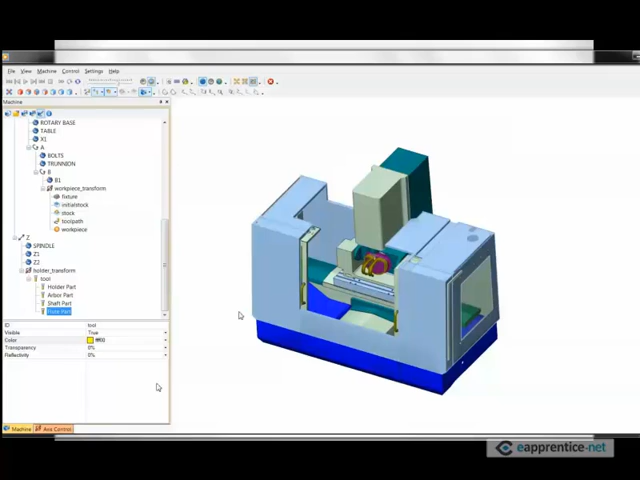 File View Machine Control Settings Help
Machine
ROTARY BASE
TABLE
X1
A
BOLTS
TRUNNION
B
B1
workpiece_transform
fixture
initialstock
stock
toolpath
workpiece
Z
SPINDLE
Z1
Z2
holder_transform
tool
Holder Part
Arbor Part
Shaft Part
Flute Part
ID tool
Visible True
Color
Transparency 0%
Reflectivity 0%
Machine Axis Control
eapprentice.net